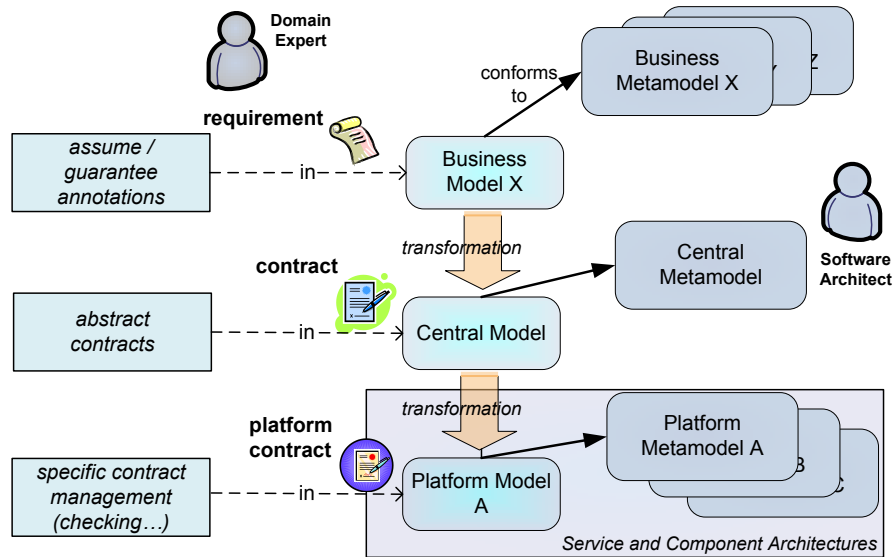 Domain
Expert
conforms
to
Business
Metamodel X
Z
requirement
assume /
guarantee
annotations
in
Business
Model X
transformation
Central
Metamodel
Software
Architect
contract
abstract
contracts
in
Central Model
transformation
platform
contract
Platform
Metamodel A
B
C
specific contract
management
(checking…)
in
Platform Model
A
Service and Component Architectures